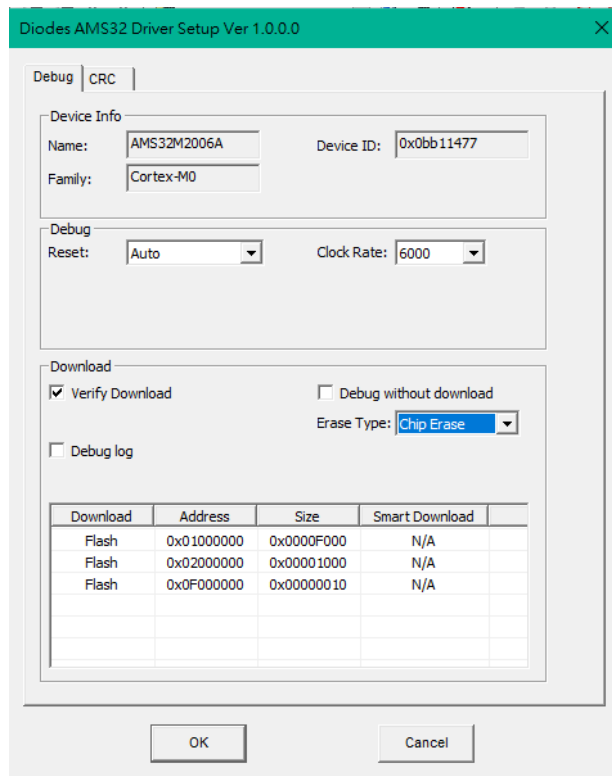 Diodes AMS32 Driver Setup Ver 1.0.0.0
Debug CRC
Device Info
Name: AMS32M2006A Device ID: 0x0bb11477
Family: Cortex-M0
Debug
Reset: Auto Clock Rate: 6000
Download
Verify Download Debug without download
Erase Type: Chip Erase
Debug log
Download Address Size Smart Download
Flash 0x01000000 0x0000F000 N/A
Flash 0x02000000 0x00001000 N/A
Flash 0x0F000000 0x00000010 N/A
OK Cancel